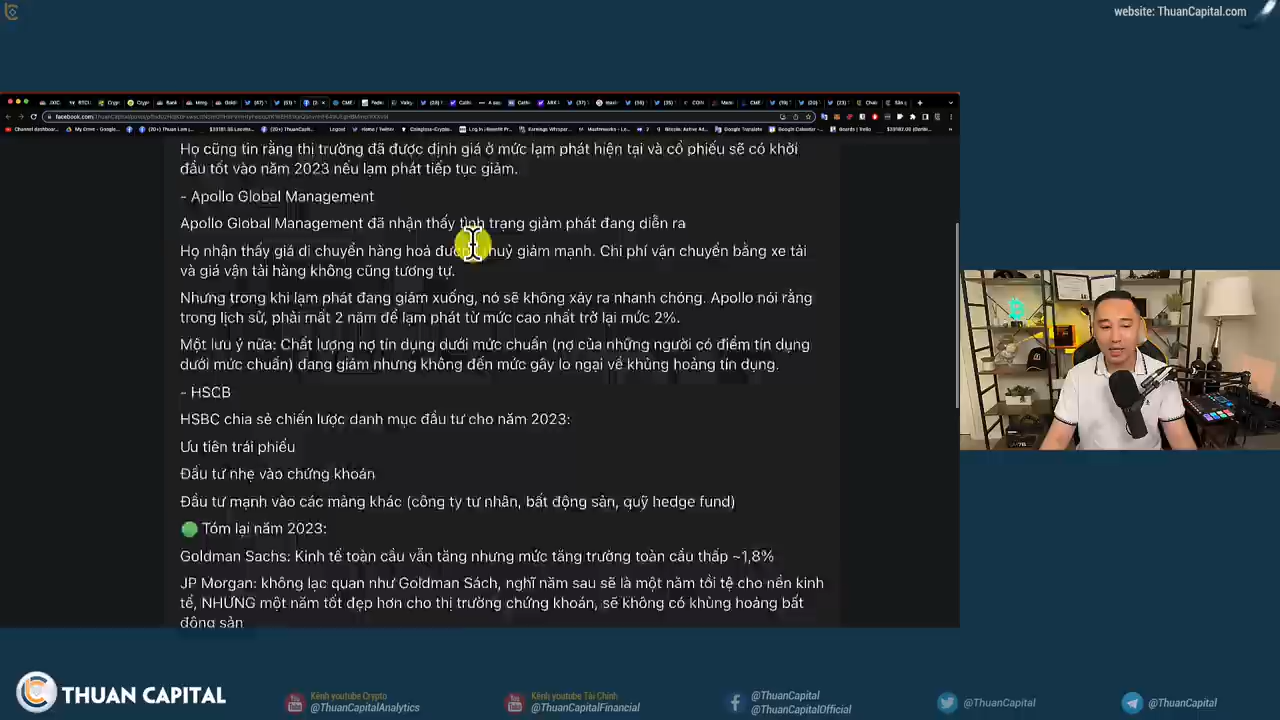 website: ThuanCapital.com
Họ cũng tin rằng thị trường đã được định giá ở mức lạm phát hiện tại và cổ phiếu sẽ có khởi
đầu tốt vào năm 2023 nếu lạm phát tiếp tục giảm.
- Apollo Global Management
Apollo Global Management đã nhận thấy tình trạng giảm phát đang diễn ra
Họ nhận thấy giá di chuyển hàng hoá thuỷ giảm mạnh. Chi phí vận chuyển bằng xe tải
và giá vận tải hàng không cũng tương tự.
Nhưng trong khi lạm phát đang giảm xuống, nó sẽ không xảy ra nhanh chóng. Apollo nói rằng
trong lịch sử, phải mất 2 năm để lạm phát từ mức cao nhất trở lại mức 2%.
Một lưu ý nữa: Chất lượng nợ tín dụng dưới mức chuẩn (nợ của những người có điểm tín dụng
dưới mức chuẩn) đang giảm nhưng không đến mức gây lo ngại về khủng hoảng tín dụng.
- HSCB
HSBC chia sẻ chiến lược danh mục đầu tư cho năm 2023:
Ưu tiên trái phiếu
Đầu tư nhẹ vào chứng khoán
Đầu tư mạnh vào các mảng khác (công ty tư nhân, bất động sản, quỹ hedge fund)
Tóm lại năm 2023:
Goldman Sachs: Kinh tế toàn cầu vẫn tăng nhưng mức tăng trưởng toàn cầu thấp ~1,8%
JP Morgan: không lạc quan như Goldman Sách, nghĩ năm sau sẽ là một năm tồi tệ cho nền kinh
tế, NHƯNG một năm tốt đẹp hơn cho thị trường chứng khoán, sẽ không có khủng hoảng bất
động sản
THUAN CAPITAL
Kênh youtube Crypto
@ThuanCapitalAnalytics
Kênh youtube Tài Chính
@ThuanCapitalFinancial
@ThuanCapital
@ThuanCapitalOfficial
@ThuanCapital
@ThuanCapital